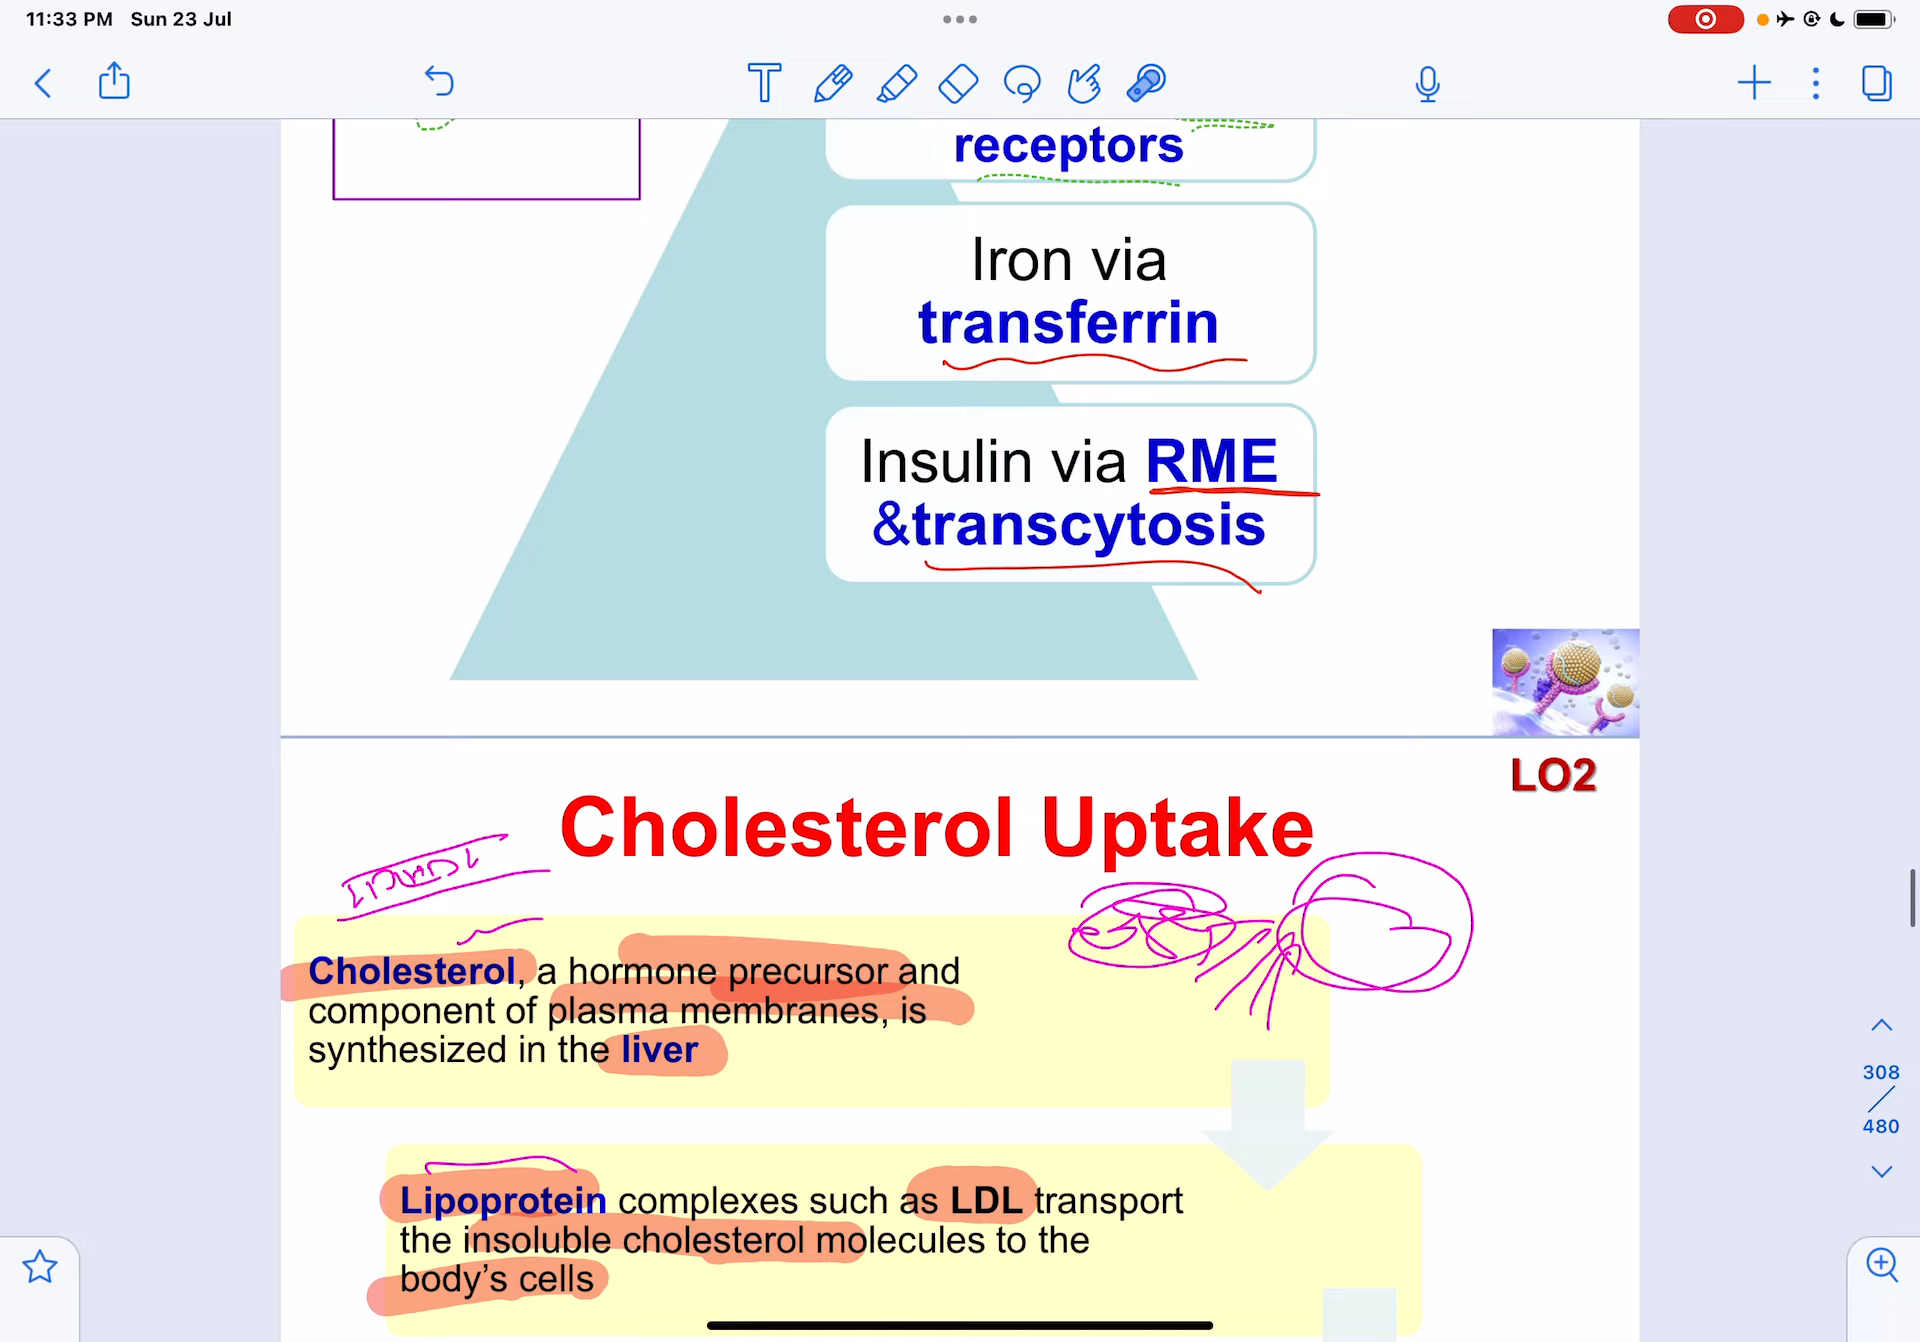 11:33 PM Sun 23 Jul
receptors
Iron via
transferrin
Insulin via RME
&transcytosis
LO2
Cholesterol Uptake
Cholesterol, a hormone precursor and
component of plasma membranes, is
synthesized in the liver
308
480
Lipoprotein complexes such as LDL transport
the insoluble cholesterol molecules to the
body’s cells